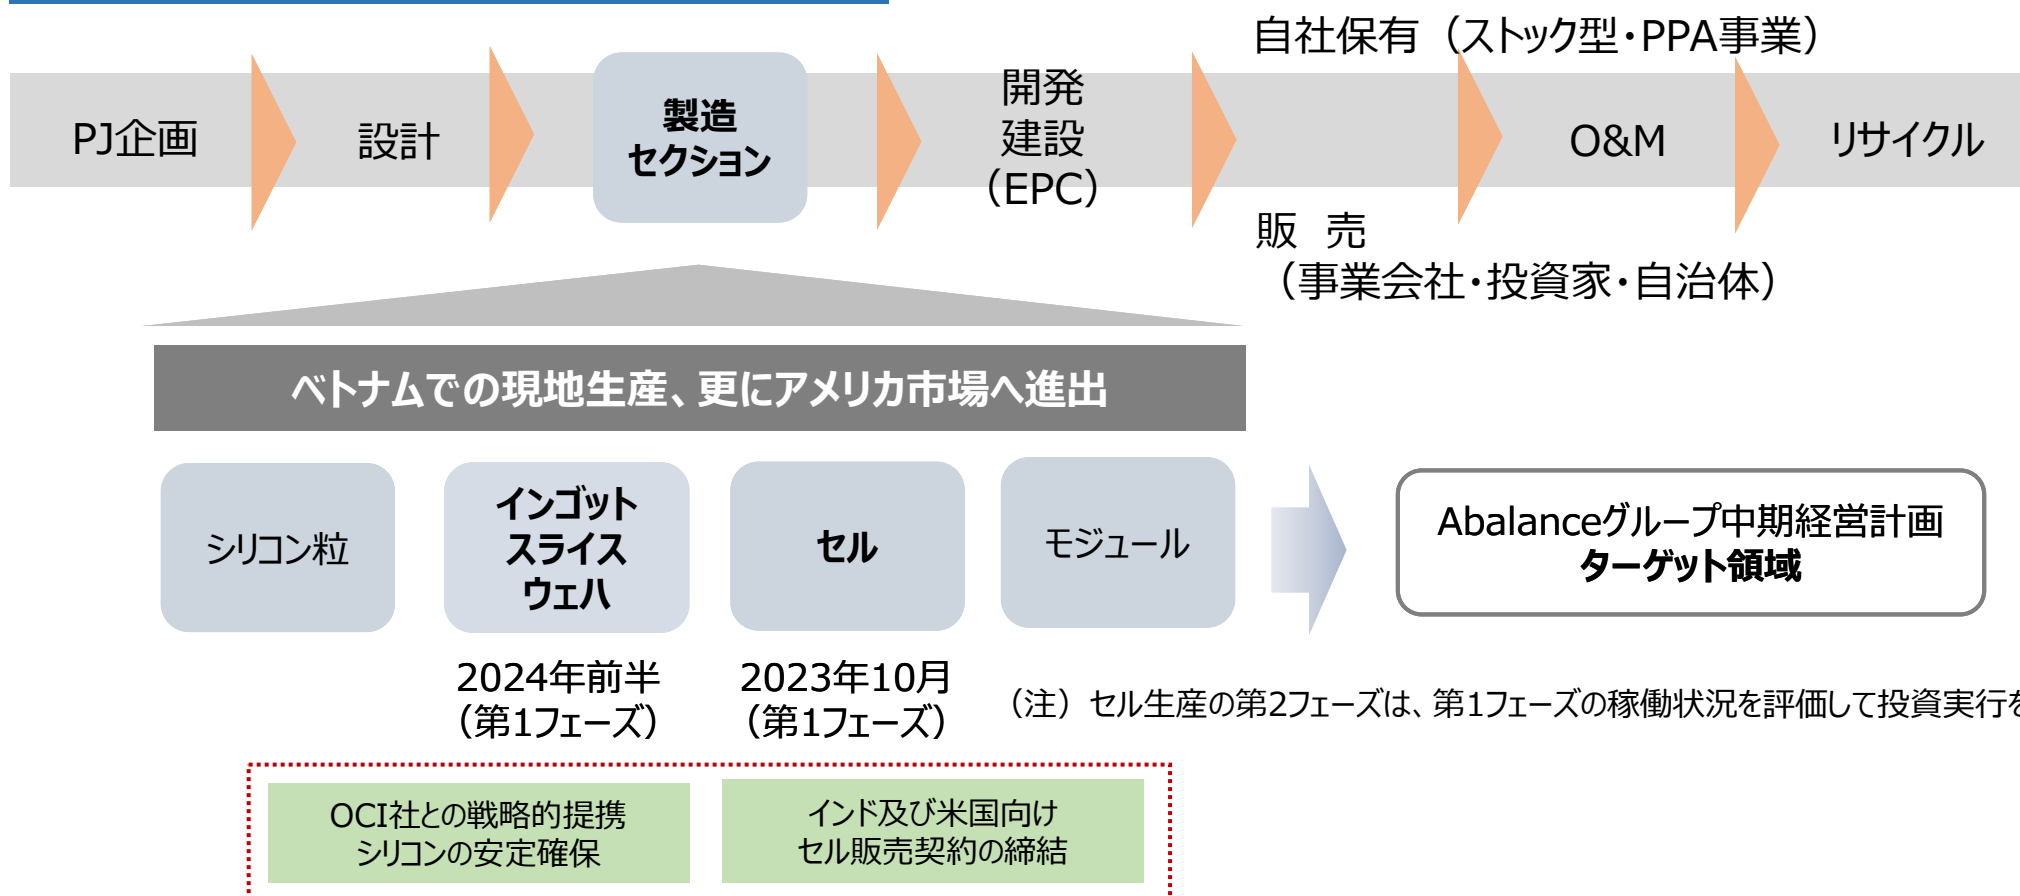 自社保有（ストック型・PPA事業）
PJ企画
設計
製造
セクション
開発
建設
（EPC）
O&M
リサイクル
販 売
（事業会社・投資家・自治体）
ベトナムでの現地生産、更にアメリカ市場へ進出
シリコン粒
インゴット
スライス
ウェハ
セル
モジュール
Abalanceグループ中期経営計画
ターゲット領域
2024年前半
（第1フェーズ）
2023年10月
（第1フェーズ）
（注）セル生産の第2フェーズは、第1フェーズの稼働状況を評価して投資実行を
OCI社との戦略的提携
シリコンの安定確保
インド及び米国向け
セル販売契約の締結